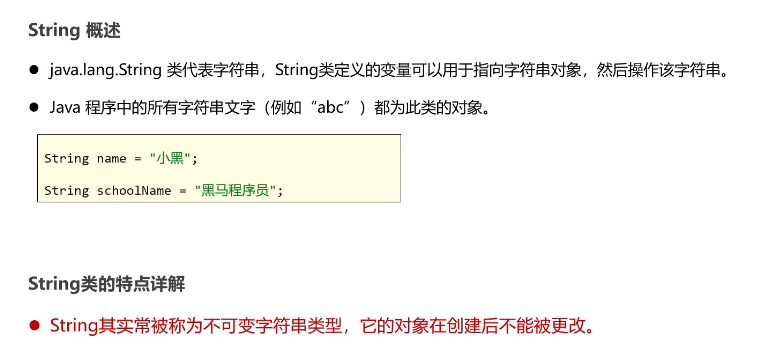 String 概述
● java.lang.String 类代表字符串，String类定义的变量可以用于指向字符串对象，然后操作该字符串。
● Java 程序中的所有字符串文字（例如“abc”）都为此类的对象。
String name = "小黑";
String schoolName = "黑马程序员";
String类的特点详解
● String其实常被称为不可变字符串类型，它的对象在创建后不能被更改。